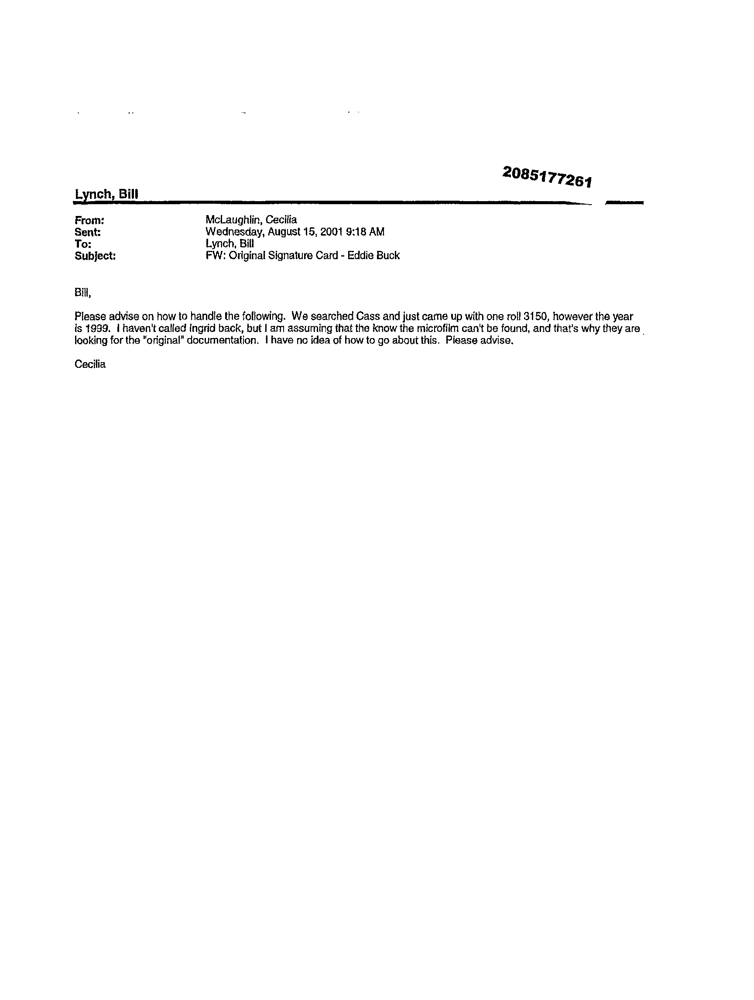 2085177261
Lynch, Bill
From: McLaughlin, Cecilia
Sent: Wednesday, August 15, 2001 9:18 AM
To: Lynch, Bill
Subject: FW: Original Signature Card - Eddie Buck
Bill,
Please advise on how to handle the following. We searched Cass and just came up with one roll 3150, however the year
is 1999. I haven't called Ingrid back, but I am assuming that the know the microfilm can't be found, and that's why they are
looking for the "original" documentation. I have no idea of how to go about this. Please advise.
Cecilia